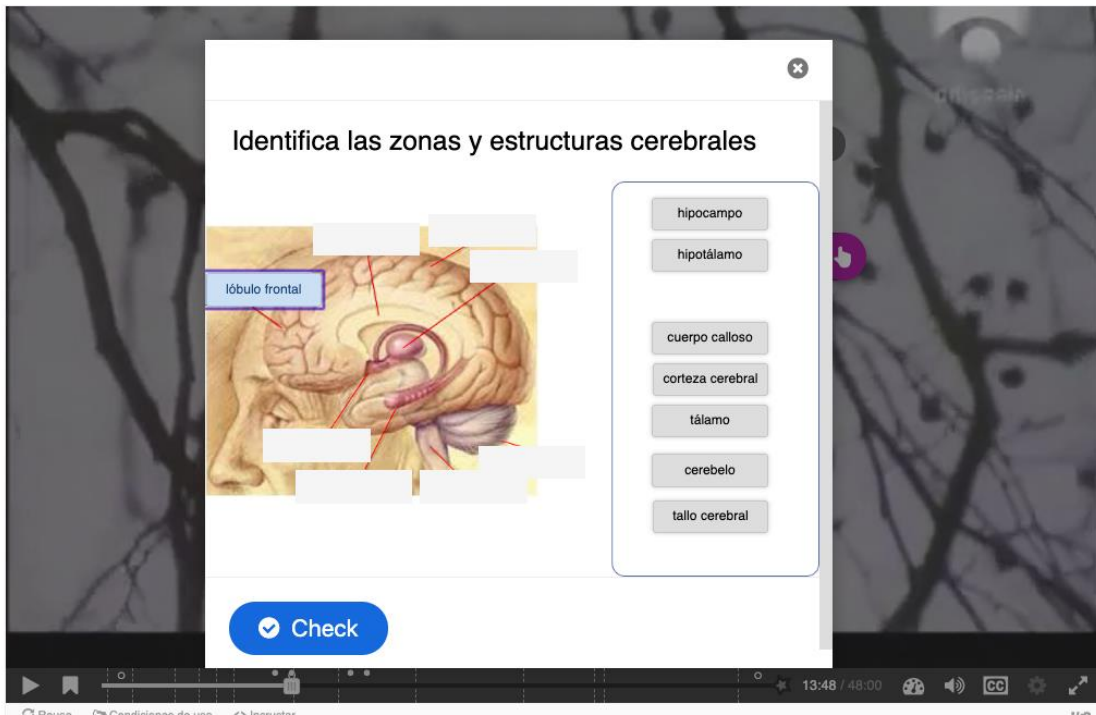 Identifica las zonas y estructuras cerebrales
lóbulo frontal
hipocampo
hipotálamo
cuerpo calloso
corteza cerebral
tálamo
cerebelo
tallo cerebral
Check
13:48 / 48:00
CC